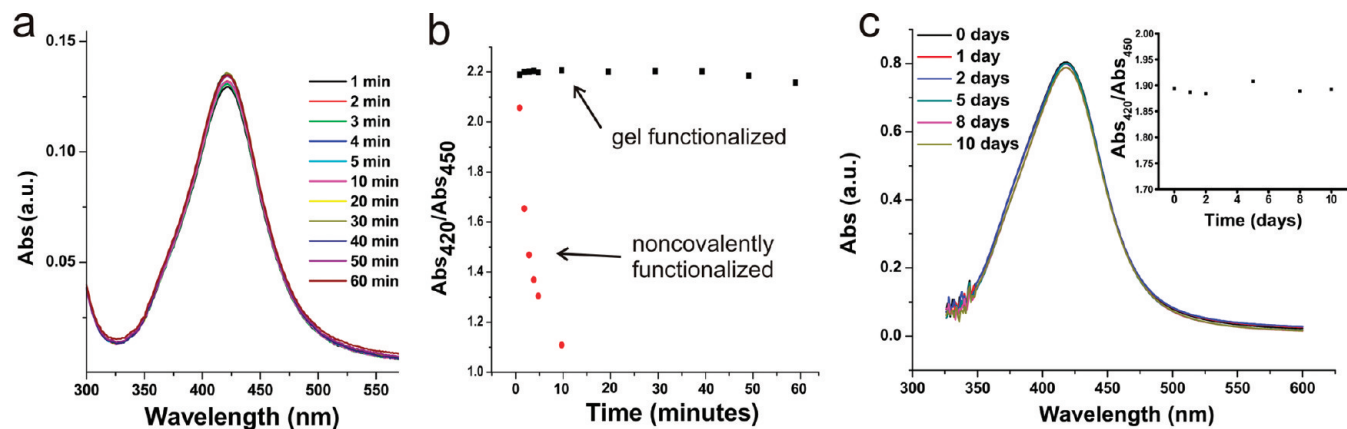 a
0.15
0.10
0.05
Abs (a.u.)
300
350
400
450
500
550
Wavelength (nm)
1 min
2 min
3 min
4 min
5 min
10 min
20 min
30 min
40 min
50 min
60 min
b
2.2
2.0
1.8
1.6
1.4
1.2
1.0
Abs420/Abs450
0
10
20
30
40
50
60
Time (minutes)
gel functionalized
noncovalently
functionalized
c
0 days
1 day
2 days
5 days
8 days
10 days
0.8
0.6
0.4
0.2
0.0
Abs (a.u.)
300
350
400
450
500
550
600
Wavelength (nm)
2.00
1.95
1.90
1.85
1.80
1.75
1.70
Abs420/Abs450
0
2
4
6
8
10
Time (days)